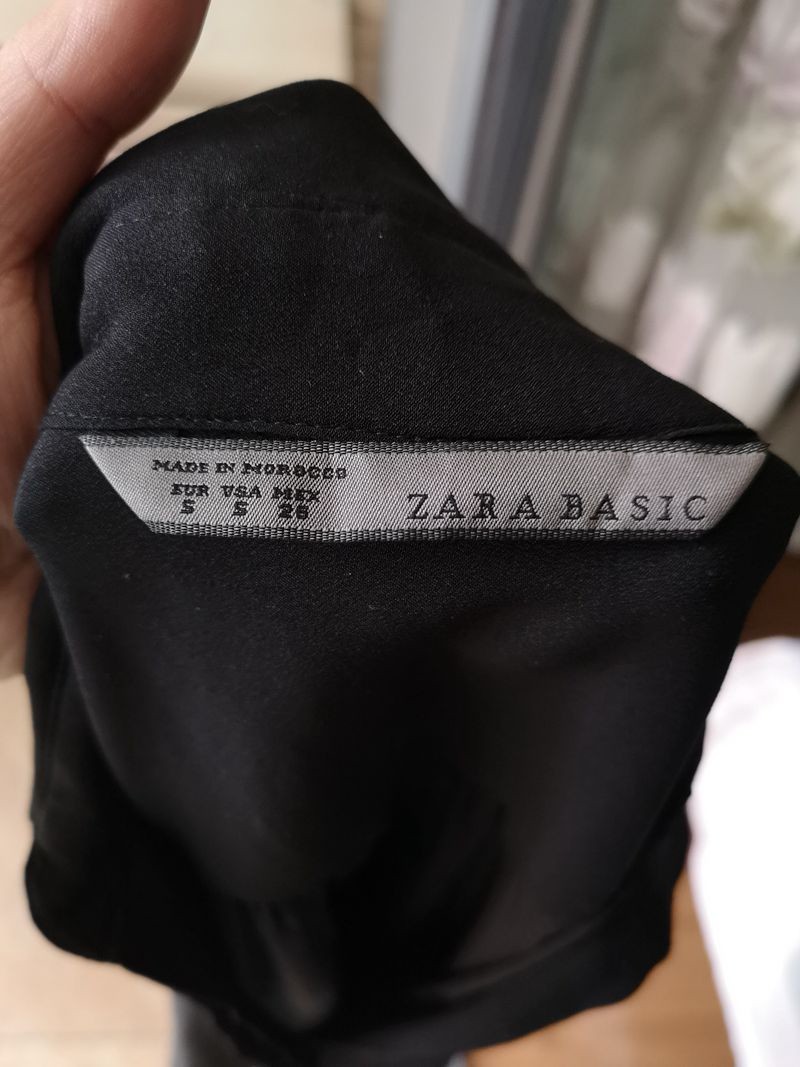 MADE IN MOROCCO
EUR USA MEX
S S 26
ZARA BASIC